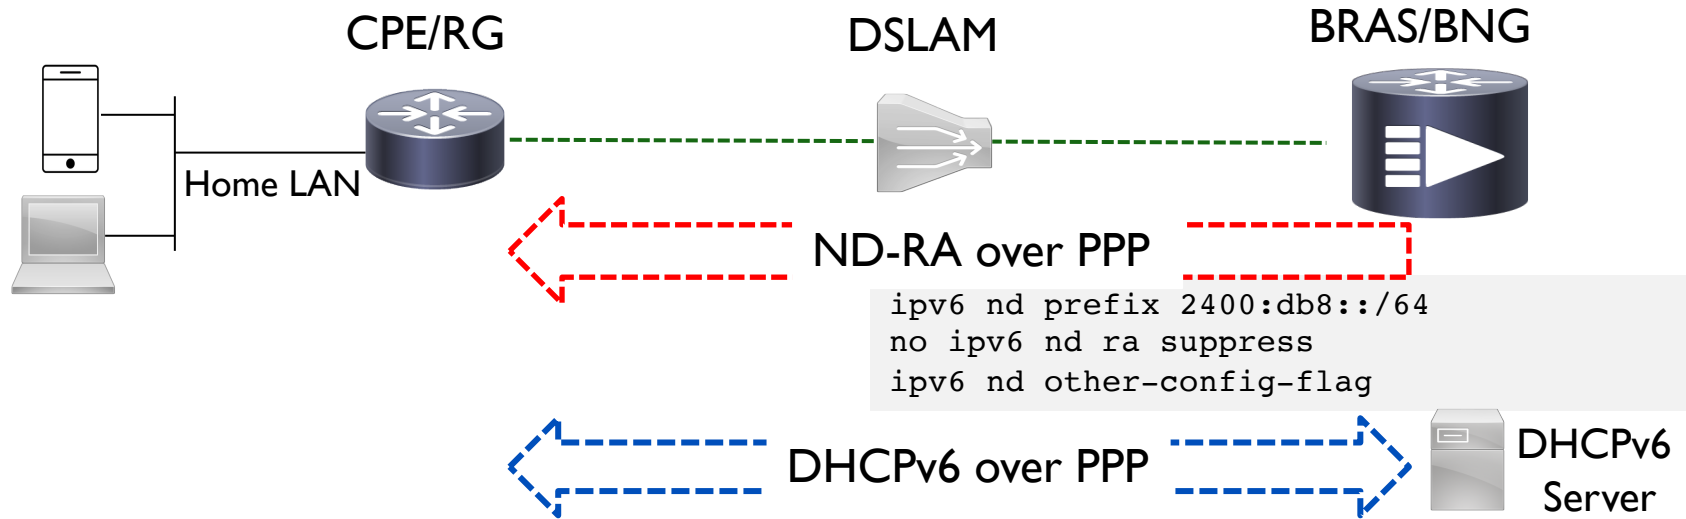 CPE/RG
DSLAM
BRAS/BNG
Home LAN
ND-RA over PPP
ipv6 nd prefix 2400:db8::/64
no ipv6 nd ra suppress
ipv6 nd other-config-flag
DHCPv6 over PPP
DHCPv6
Server